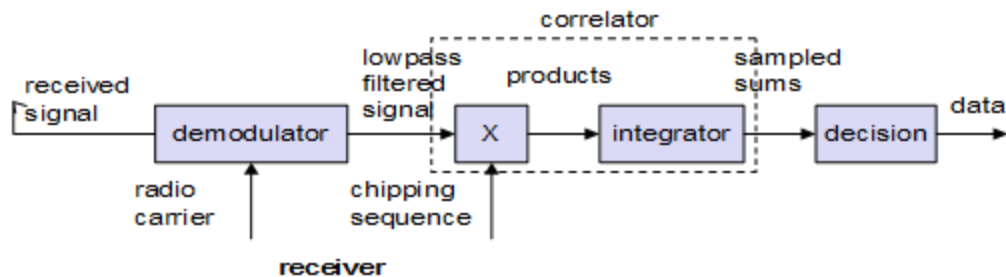 correlator
lowpass
filtered
signal
sampled
sums
products
received
signal
data
demodulator
X
integrator
decision
radio
carrier
chipping
sequence
receiver